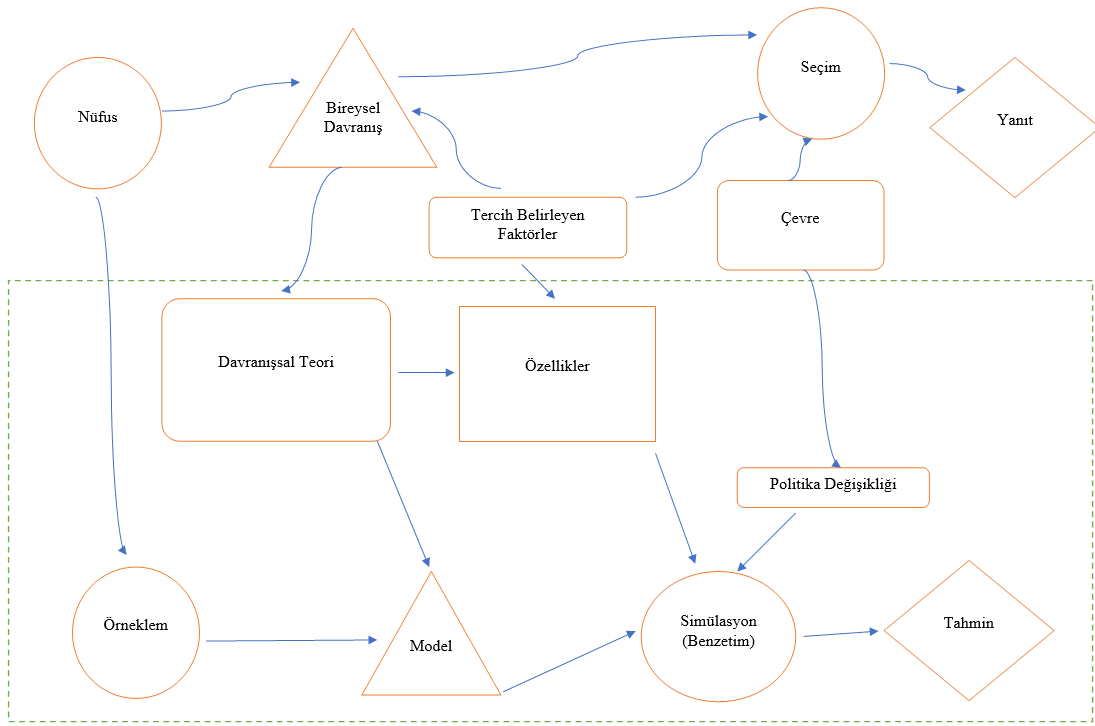 Nüfus
Bireysel
Davranış
Seçim
Yanıt
Tercih Belirleyen
Faktörler
Çevre
Davranışsal Teori
Özellikler
Politika Değişikliği
Örneklem
Model
Simülasyon
(Benzetim)
Tahmin